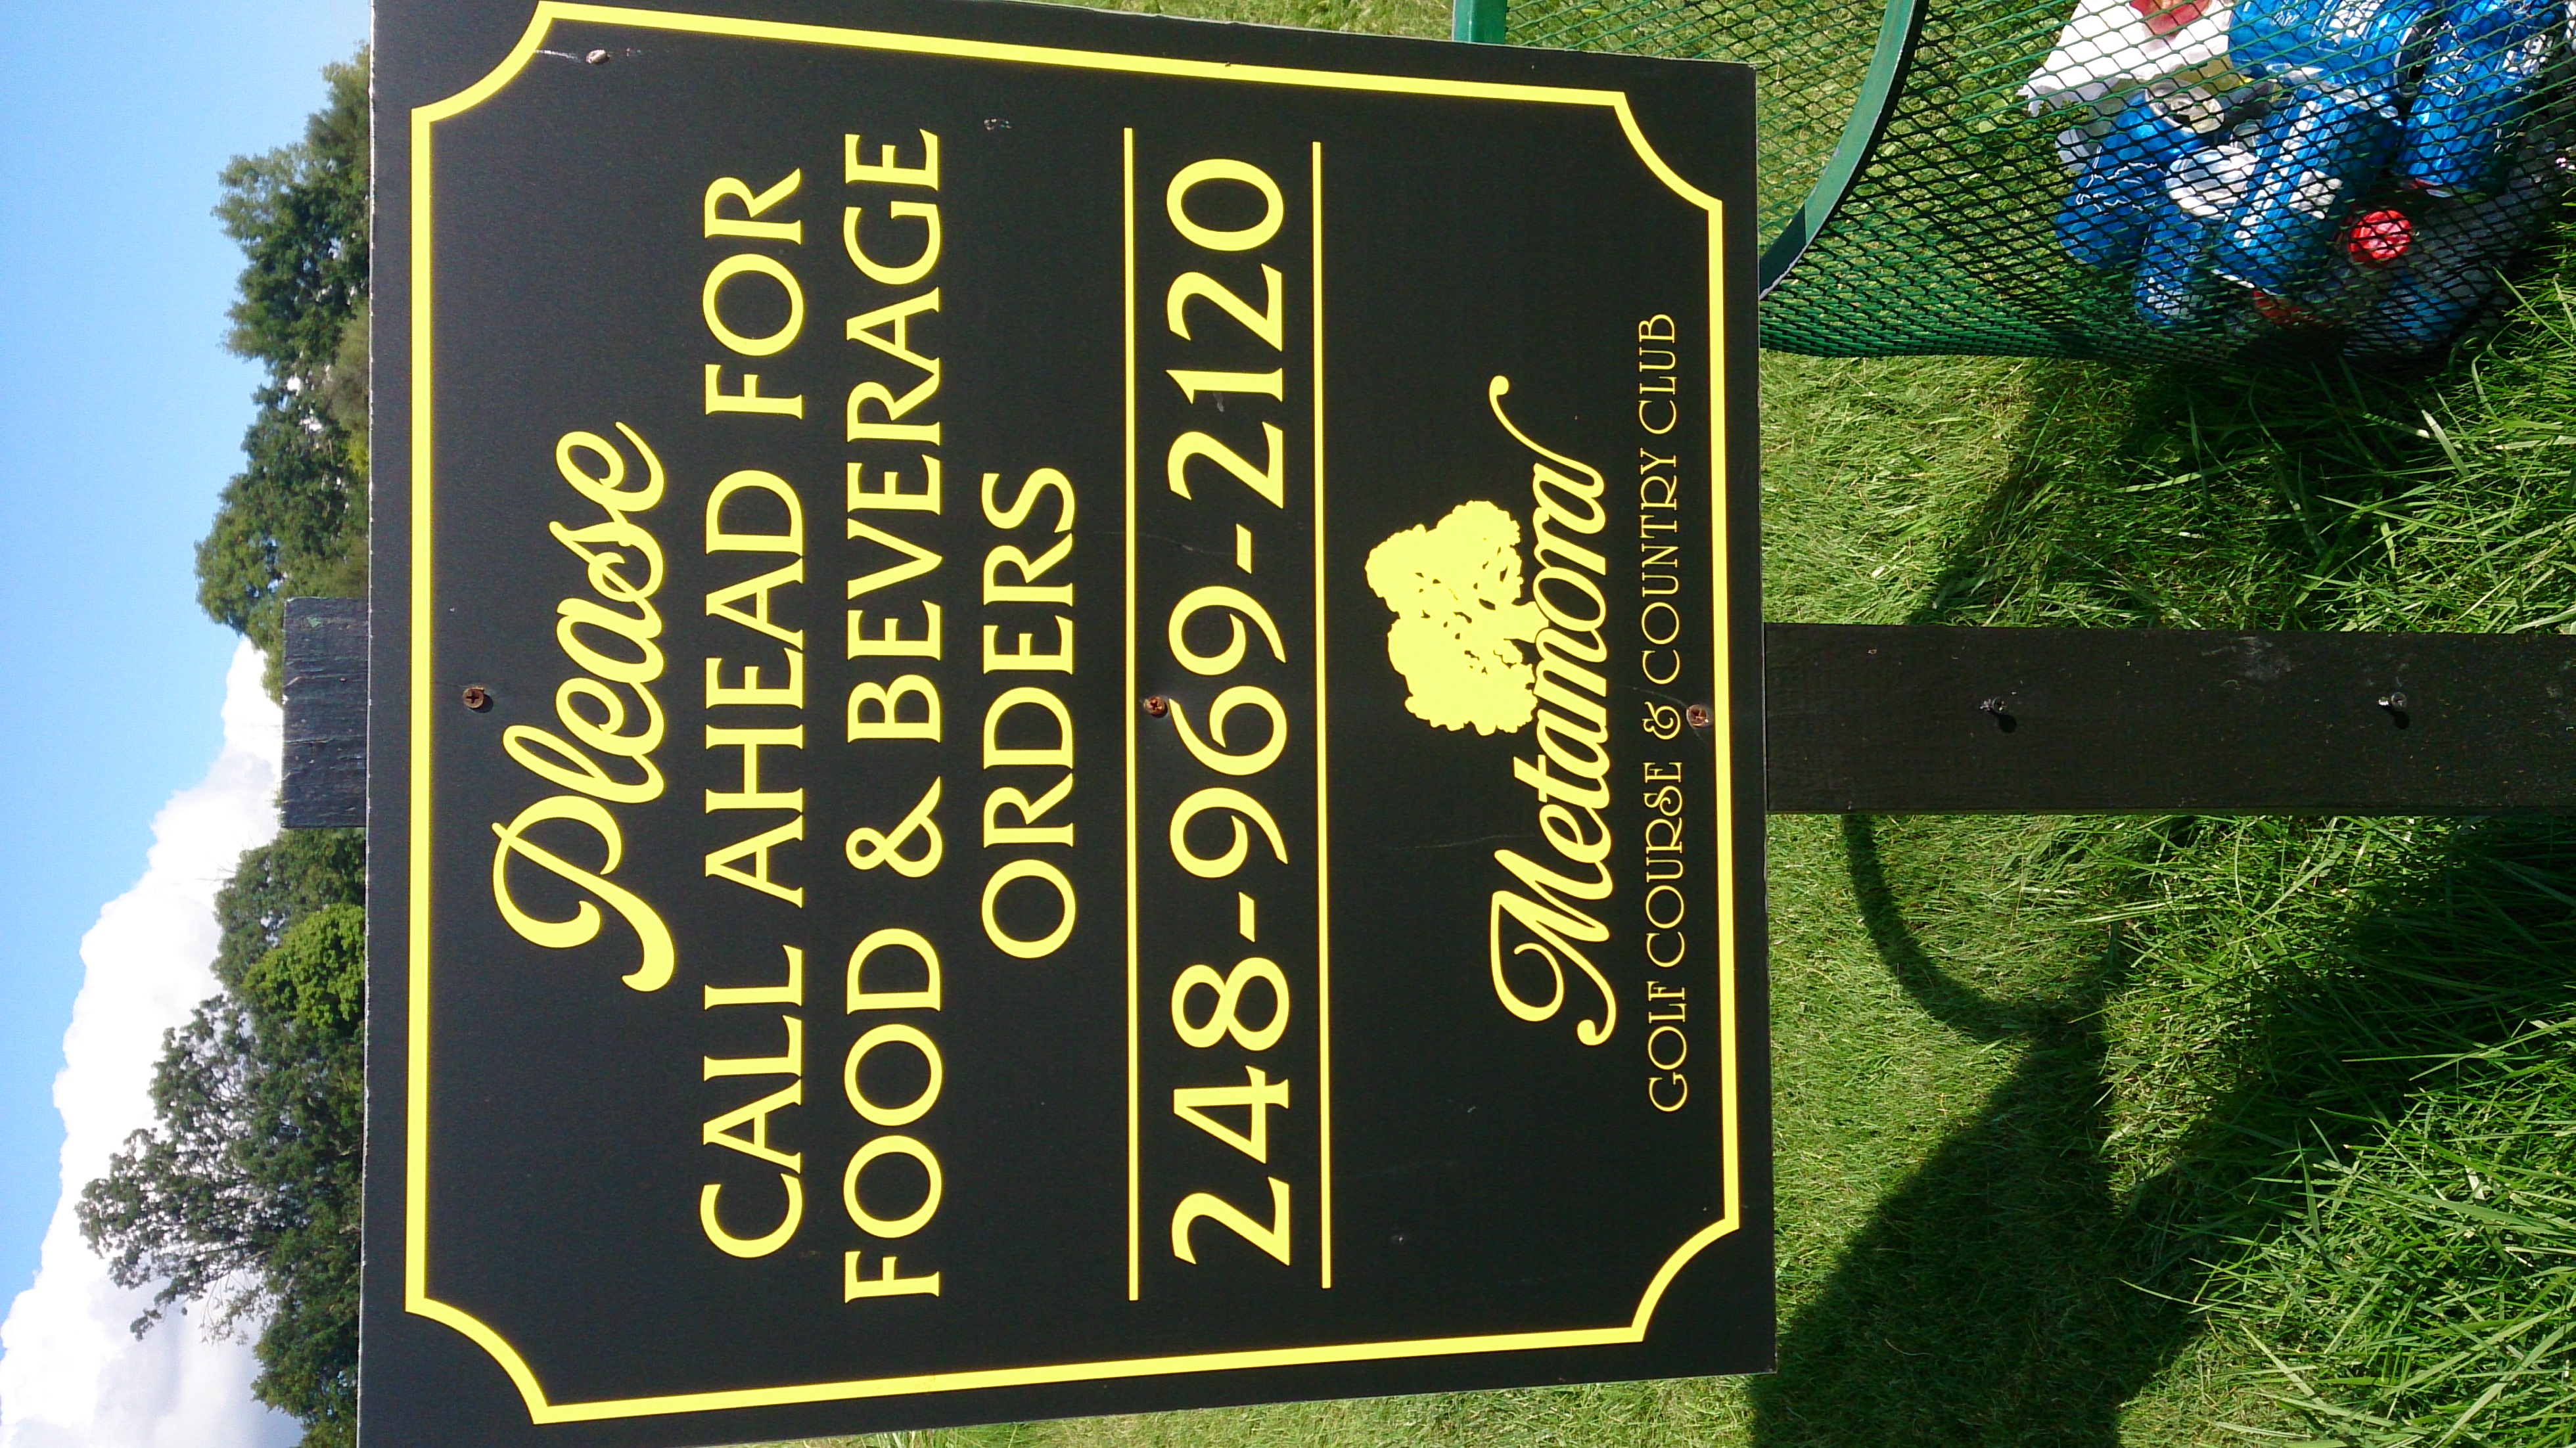 Please
CALL AHEAD FOR
FOOD & BEVERAGE
ORDERS
248-969-2120
Metamora
GOLF COURSE & COUNTRY CLUB